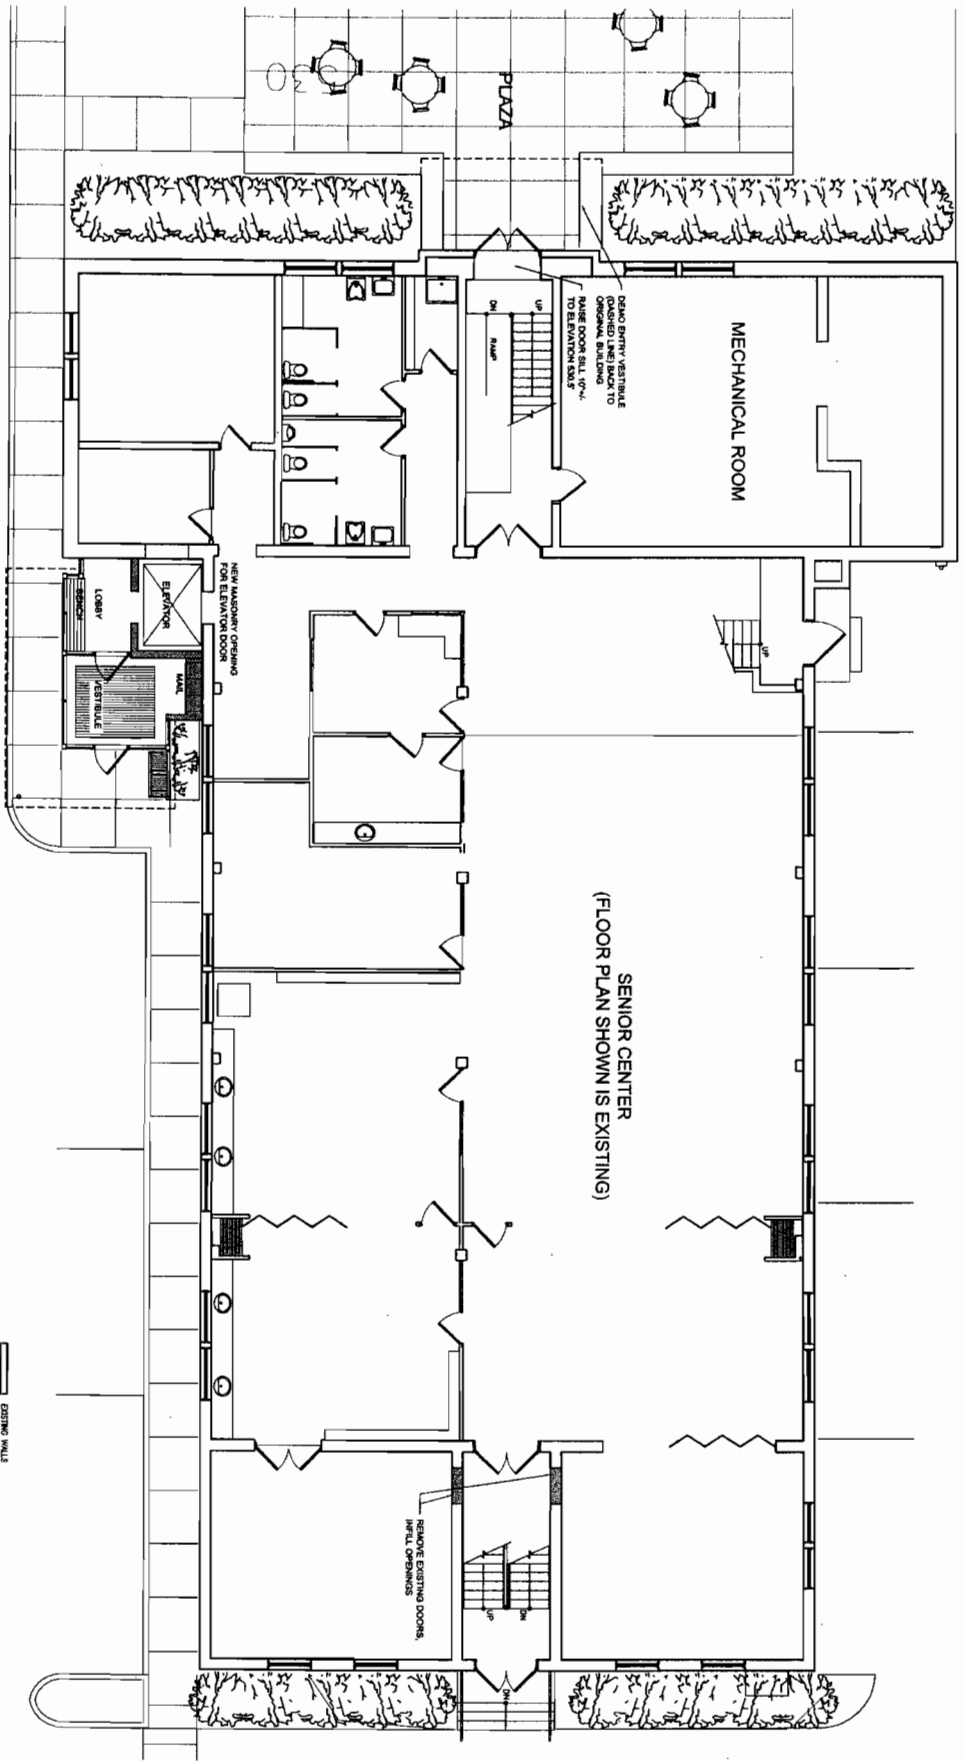 PLAZA
DEMO ENTRY VESTIBULE
(DASHED LINE) BACK TO
ORIGINAL BUILDING
RAISE DOOR SILL 10"+/-
TO ELEVATION 530.5'
UP
DN
RAMP
MECHANICAL ROOM
NEW MASONRY OPENING
FOR ELEVATOR DOOR
ELEVATOR
LOBBY
BENCH
MAIL
VESTIBULE
UP
SENIOR CENTER
(FLOOR PLAN SHOWN IS EXISTING)
REMOVE EXISTING DOORS,
INFILL OPENINGS
DN
UP
DN
EXISTING WALLS